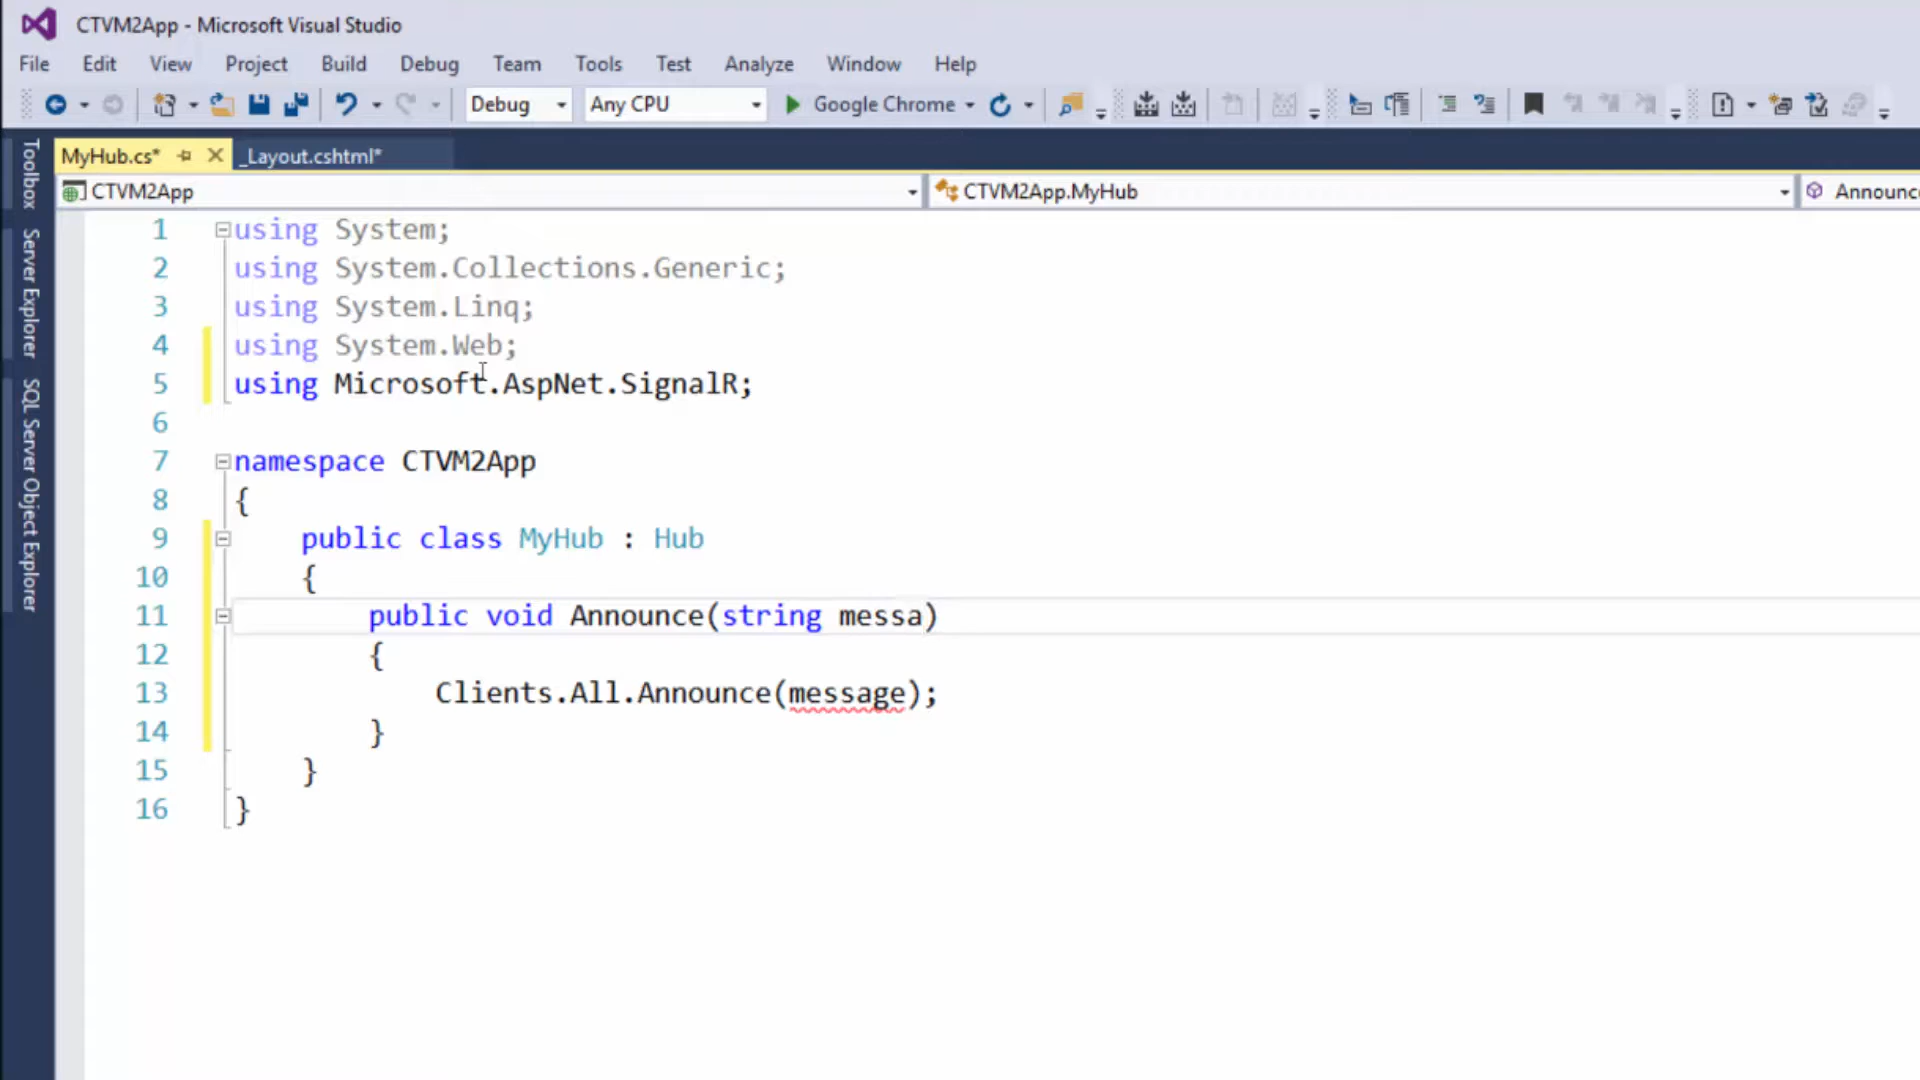 CTVM2App - Microsoft Visual Studio
File Edit View Project Build Debug Team Tools Test Analyze Window Help
Debug Any CPU Google Chrome
MyHub.cs* _Layout.cshtml*
CTVM2App CTVM2App.MyHub Announc
Toolbox
Server Explorer
SQL Server Object Explorer
1 using System;
2 using System.Collections.Generic;
3 using System.Linq;
4 using System.Web;
5 using Microsoft.AspNet.SignalR;
6
7 namespace CTVM2App
8 {
9 public class MyHub : Hub
10 {
11 public void Announce(string messa)
12 {
13 Clients.All.Announce(message);
14 }
15 }
16 }